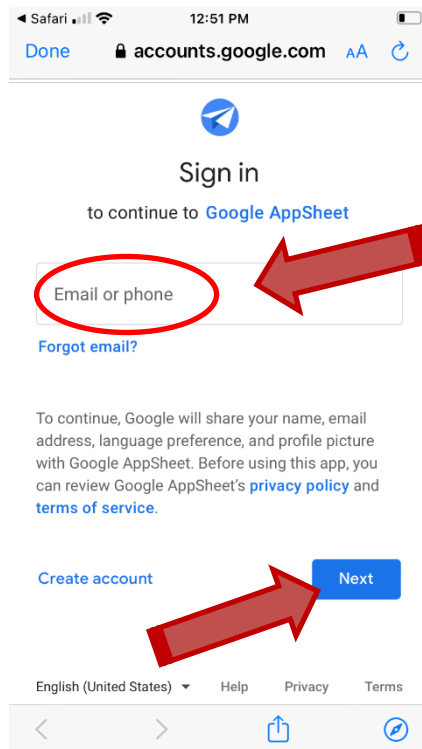 Safari 12:51 PM
Done accounts.google.com AA
Sign in
to continue to Google AppSheet
Email or phone
Forgot email?
To continue, Google will share your name, email
address, language preference, and profile picture
with Google AppSheet. Before using this app, you
can review Google AppSheet's privacy policy and
terms of service.
Create account Next
English (United States) Help Privacy Terms